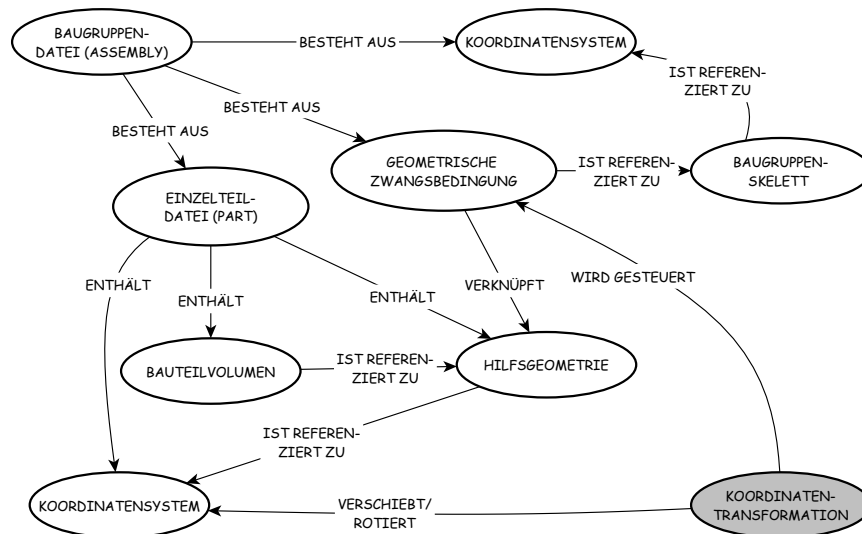 BAUGRUPPEN-
DATEI (ASSEMBLY)
BESTEHT AUS
KOORDINATENSYSTEM
IST REFEREN-
ZIERT ZU
BESTEHT AUS
BESTEHT AUS
GEOMETRISCHE
ZWANGSBEDINGUNG
IST REFEREN-
ZIERT ZU
BAUGRUPPEN-
SKELETT
EINZELTEIL-
DATEI (PART)
ENTHÄLT
ENTHÄLT
ENTHÄLT
VERKNÜPFT
WIRD GESTEUERT
BAUTEILVOLUMEN
IST REFEREN-
ZIERT ZU
HILFSGEOMETRIE
IST REFEREN-
ZIERT ZU
KOORDINATENSYSTEM
VERSCHIEBT/
ROTIERT
KOORDINATEN-
TRANSFORMATION